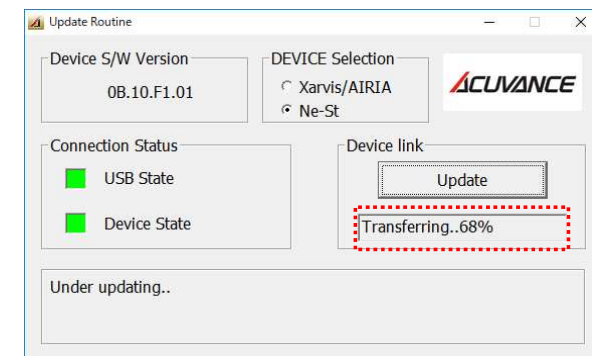 Update Routine
Device S/W Version
0B.10.F1.01
DEVICE Selection
Xarvis/AIRIA
Ne-St
ACUVANCE
Connection Status
USB State
Device State
Device link
Update
Transferring..68%
Under updating..